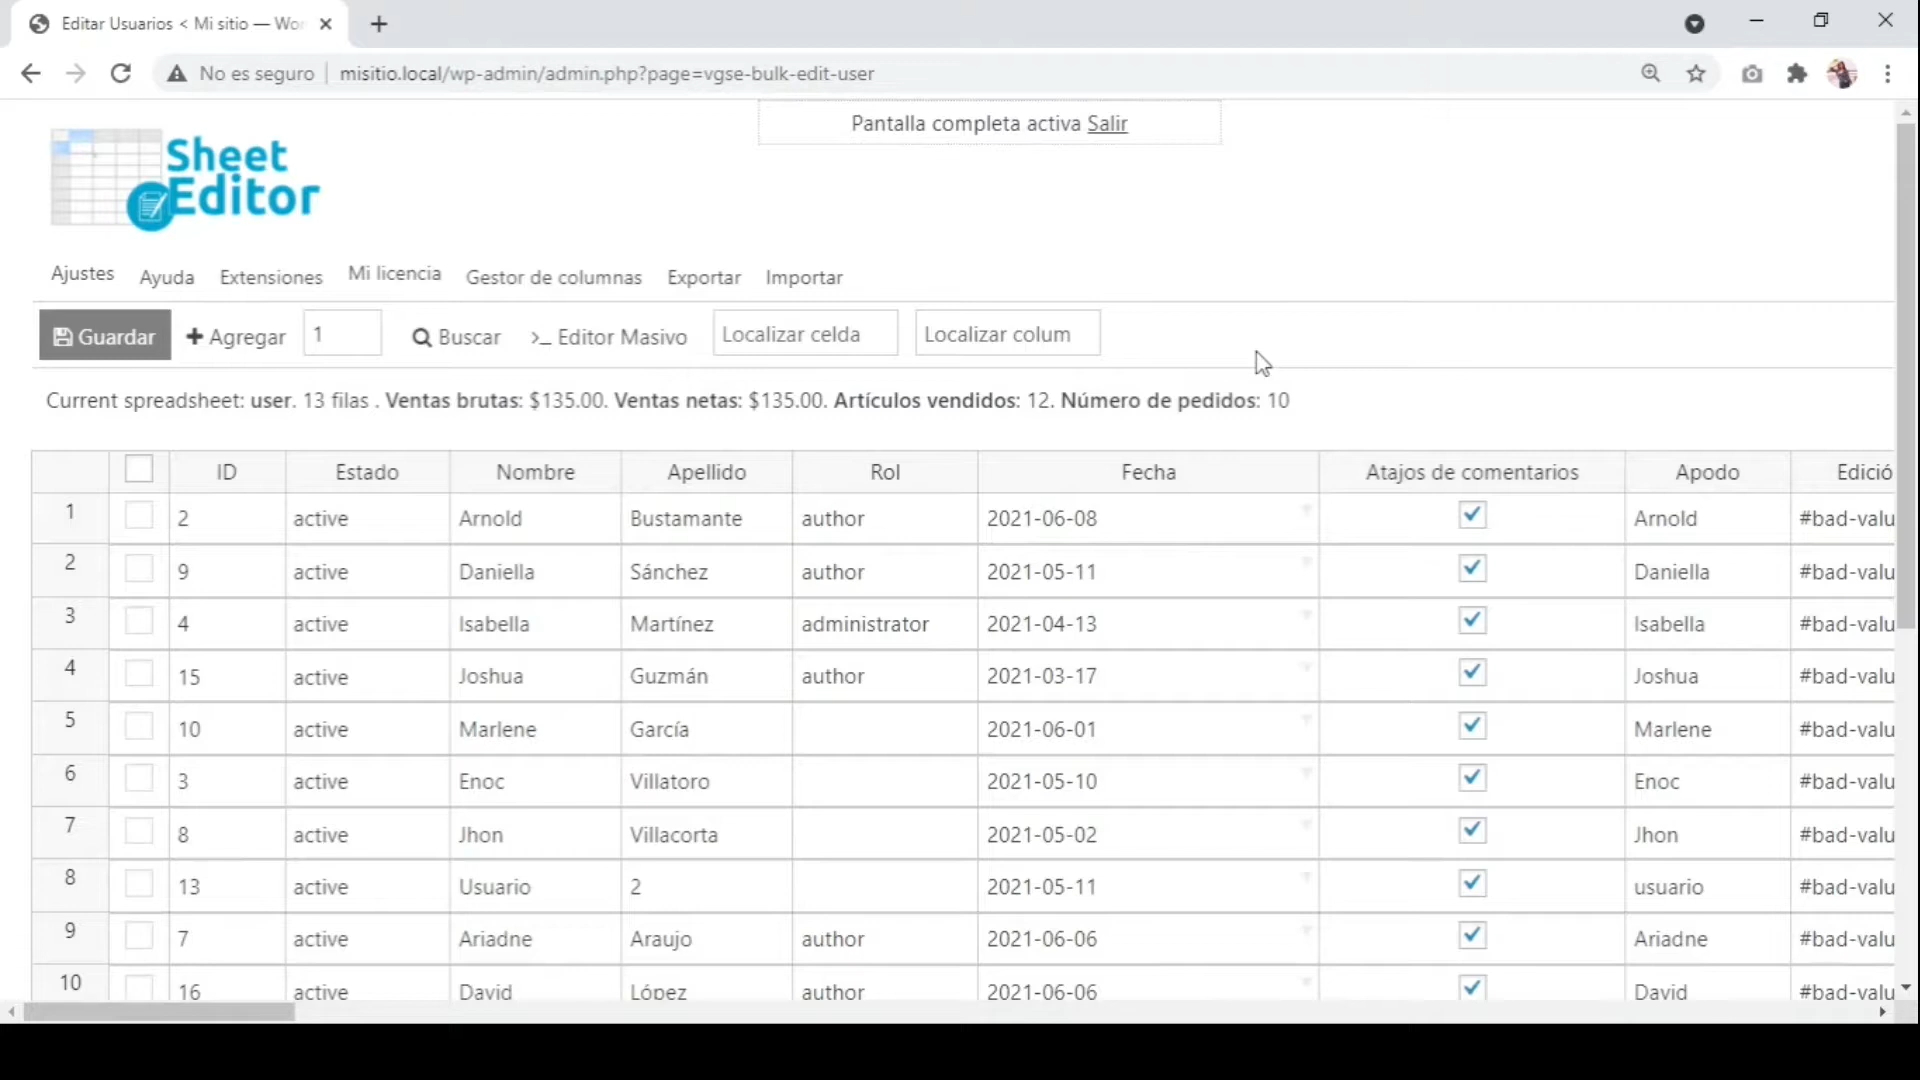 Editar Usuarios < Mi sitio — Wo
No es seguro | misitio.local/wp-admin/admin.php?page=vgse-bulk-edit-user
Pantalla completa activa Salir
Sheet
Editor
Ajustes Ayuda Extensiones Mi licencia Gestor de columnas Exportar Importar
Guardar + Agregar 1 Buscar >_ Editor Masivo Localizar celda Localizar colum
Current spreadsheet: user. 13 filas . Ventas brutas: $135.00. Ventas netas: $135.00. Artículos vendidos: 12. Número de pedidos: 10
ID Estado Nombre Apellido Rol Fecha Atajos de comentarios Apodo Edició
1 2 active Arnold Bustamante author 2021-06-08 Arnold #bad-valu
2 9 active Daniella Sánchez author 2021-05-11 Daniella #bad-valu
3 4 active Isabella Martínez administrator 2021-04-13 Isabella #bad-valu
4 15 active Joshua Guzmán author 2021-03-17 Joshua #bad-valu
5 10 active Marlene García 2021-06-01 Marlene #bad-valu
6 3 active Enoc Villatoro 2021-05-10 Enoc #bad-valu
7 8 active Jhon Villacorta 2021-05-02 Jhon #bad-valu
8 13 active Usuario 2 2021-05-11 usuario #bad-valu
9 7 active Ariadne Araujo author 2021-06-06 Ariadne #bad-valu
10 16 active David López author 2021-06-06 David #bad-valu